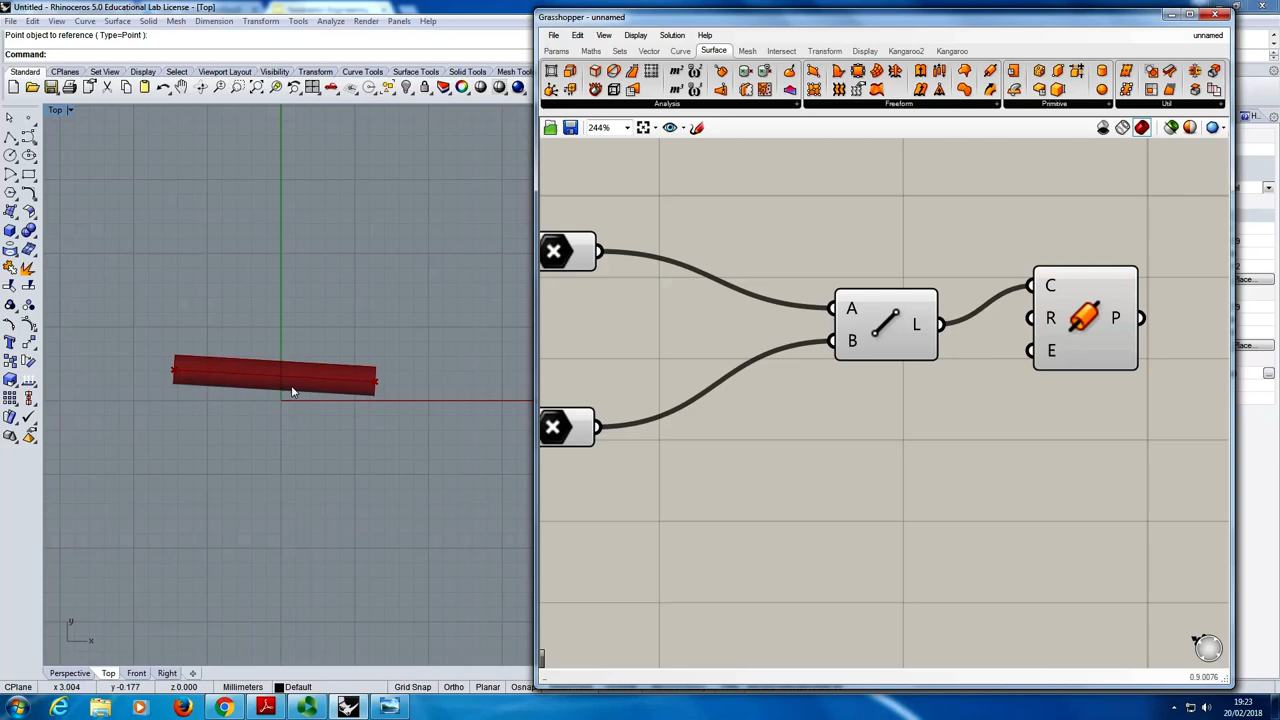 Untitled - Rhinoceros 5.0 Educational Lab License - [Top]
File Edit View Curve Surface Solid Mesh Dimension Transform Tools Analyze Render Panels Help
Point object to reference ( Type=Point ):
Command:
Standard CPlanes Set View Display Select Viewport Layout Visibility Transform Curve Tools Surface Tools Solid Tools Mesh Tools
Top
y
x
Perspective Top Front Right
CPlane x 3.004 y -0.177 z 0.000 Millimeters Default Grid Snap Ortho Planar Osnap
Grasshopper - unnamed
File Edit View Display Solution Help unnamed
Params Maths Sets Vector Curve Surface Mesh Intersect Transform Display Kangaroo2 Kangaroo
Analysis Freeform Primitive Util
244%
A
B
L
C
R
E
P
0.9.0076
19:23
20/02/2018